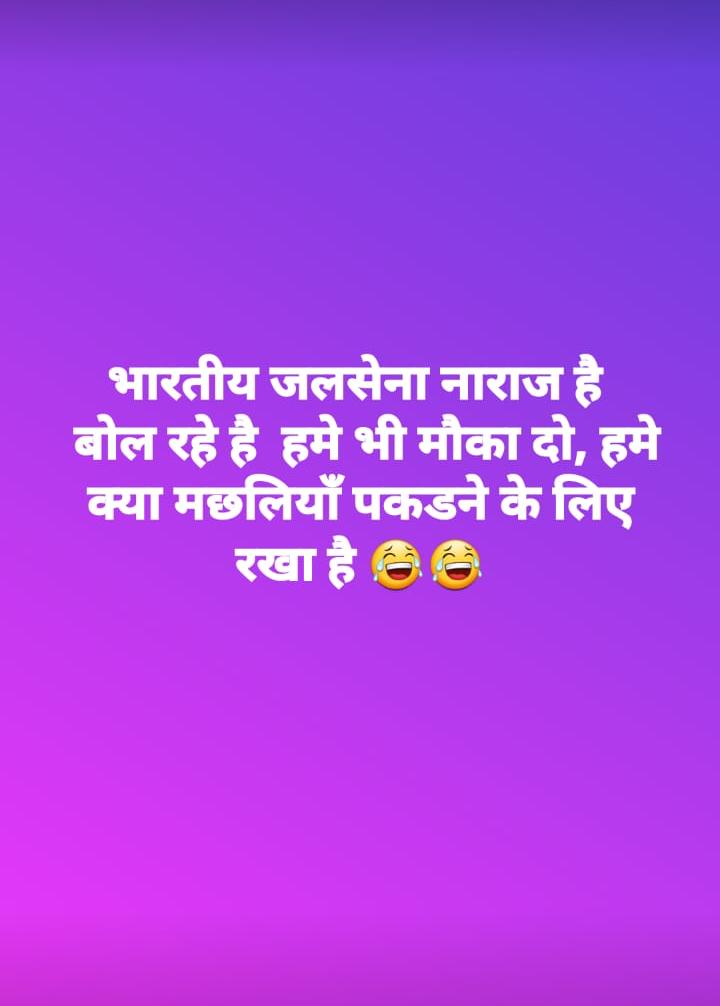 भारतीय जलसेना नाराज है
बोल रहे है  हमे भी मौका दो, हमे
क्या मछलियाँ पकडने के लिए
रखा है 😂😂